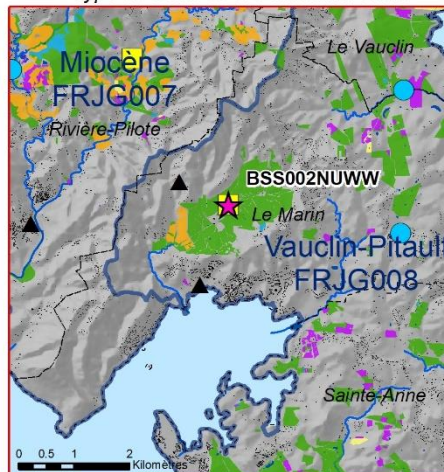 Le Vauclin
Miocène
FRJG007
Rivière-Pilote
BSS002NUWW
Le Marin
Vauclin-Pitault
FRJG008
Sainte-Anne
0 0.5 1 2
Kilomètres